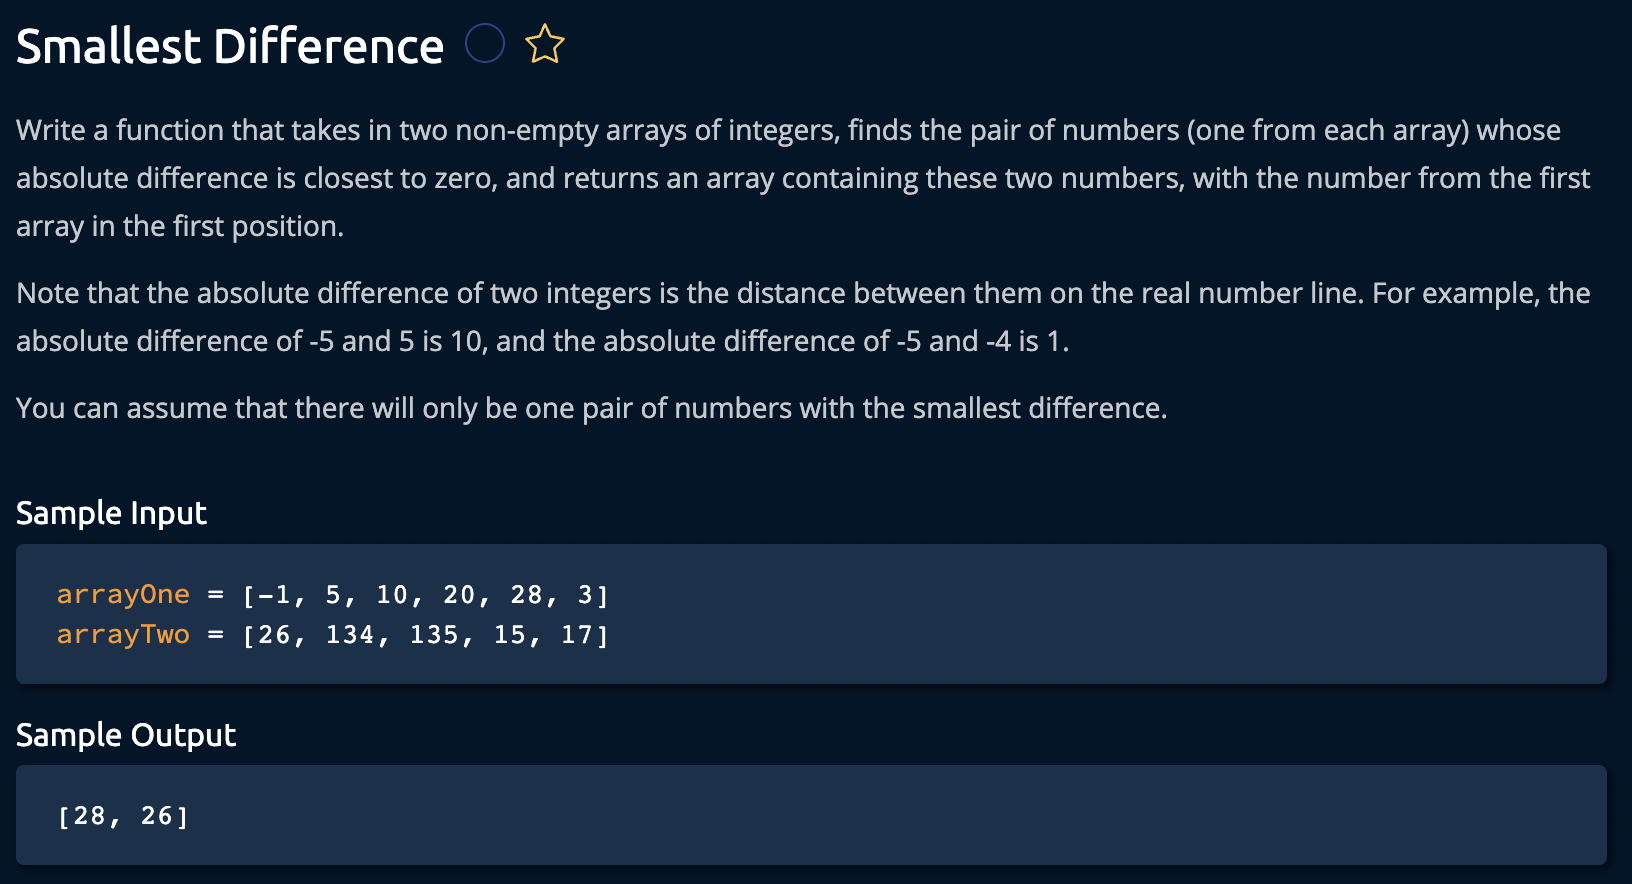 Smallest Difference
Write a function that takes in two non-empty arrays of integers, finds the pair of numbers (one from each array) whose
absolute difference is closest to zero, and returns an array containing these two numbers, with the number from the first
array in the first position.
Note that the absolute difference of two integers is the distance between them on the real number line. For example, the
absolute difference of -5 and 5 is 10, and the absolute difference of -5 and -4 is 1.
You can assume that there will only be one pair of numbers with the smallest difference.
Sample Input
arrayOne = [-1, 5, 10, 20, 28, 3]
arrayTwo = [26, 134, 135, 15, 17]
Sample Output
[28, 26]